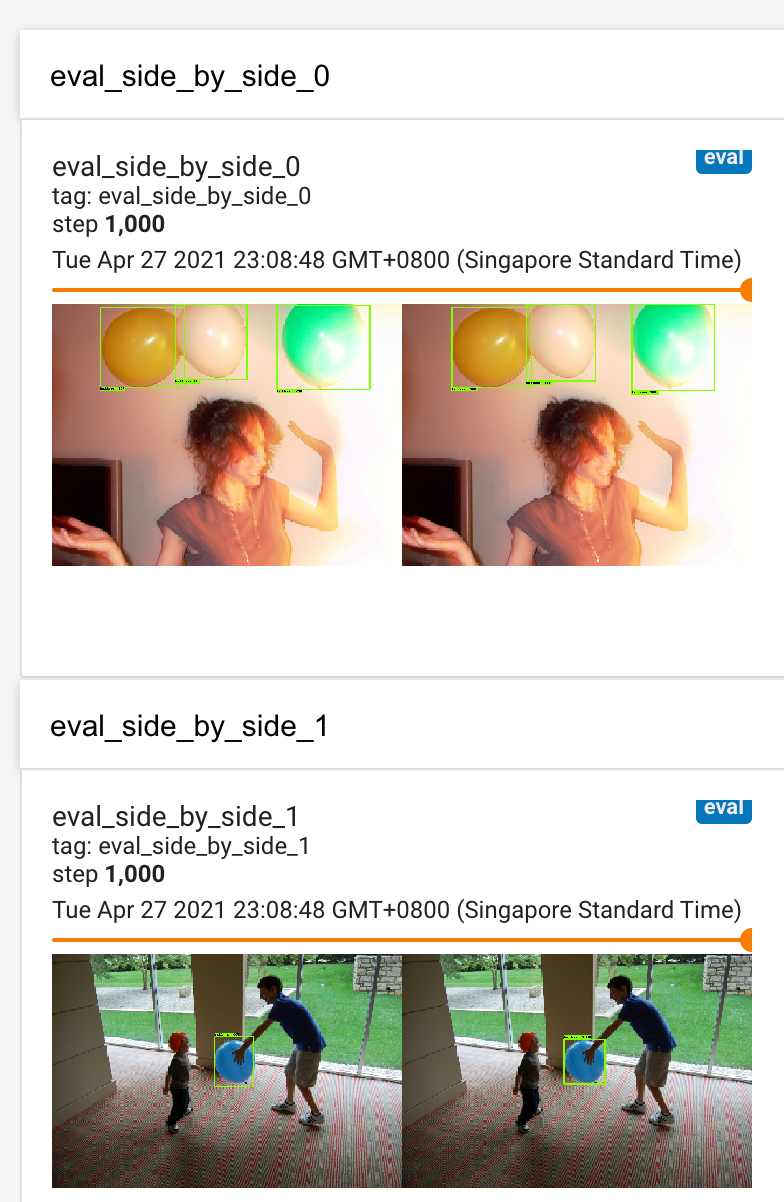 eval_side_by_side_0
eval_side_by_side_0
eval
tag: eval_side_by_side_0
step 1,000
Tue Apr 27 2021 23:08:48 GMT+0800 (Singapore Standard Time)
eval_side_by_side_1
eval_side_by_side_1
eval
tag: eval_side_by_side_1
step 1,000
Tue Apr 27 2021 23:08:48 GMT+0800 (Singapore Standard Time)